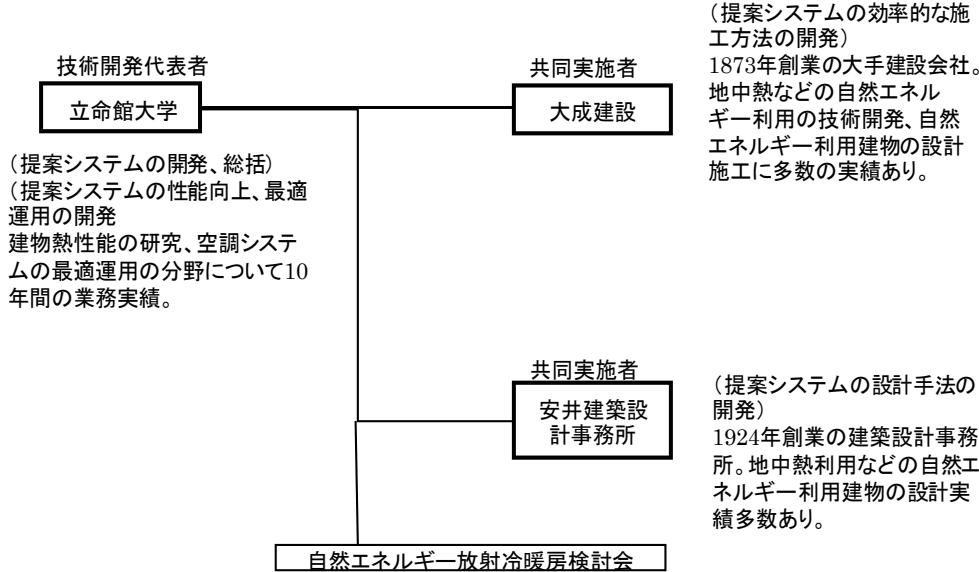 技術開発代表者
立命館大学
(提案システムの開発、総括)
(提案システムの性能向上、最適
運用の開発
建物熱性能の研究、空調システ
ムの最適運用の分野について10
年間の業務実績。
共同実施者
大成建設
(提案システムの効率的な施
工方法の開発)
1873年創業の大手建設会社。
地中熱などの自然エネル
ギー利用の技術開発、自然
エネルギー利用建物の設計
施工に多数の実績あり。
共同実施者
安井建築設
計事務所
(提案システムの設計手法の
開発)
1924年創業の建築設計事務
所。地中熱利用などの自然エ
ネルギー利用建物の設計実
績多数あり。
自然エネルギー放射冷暖房検討会